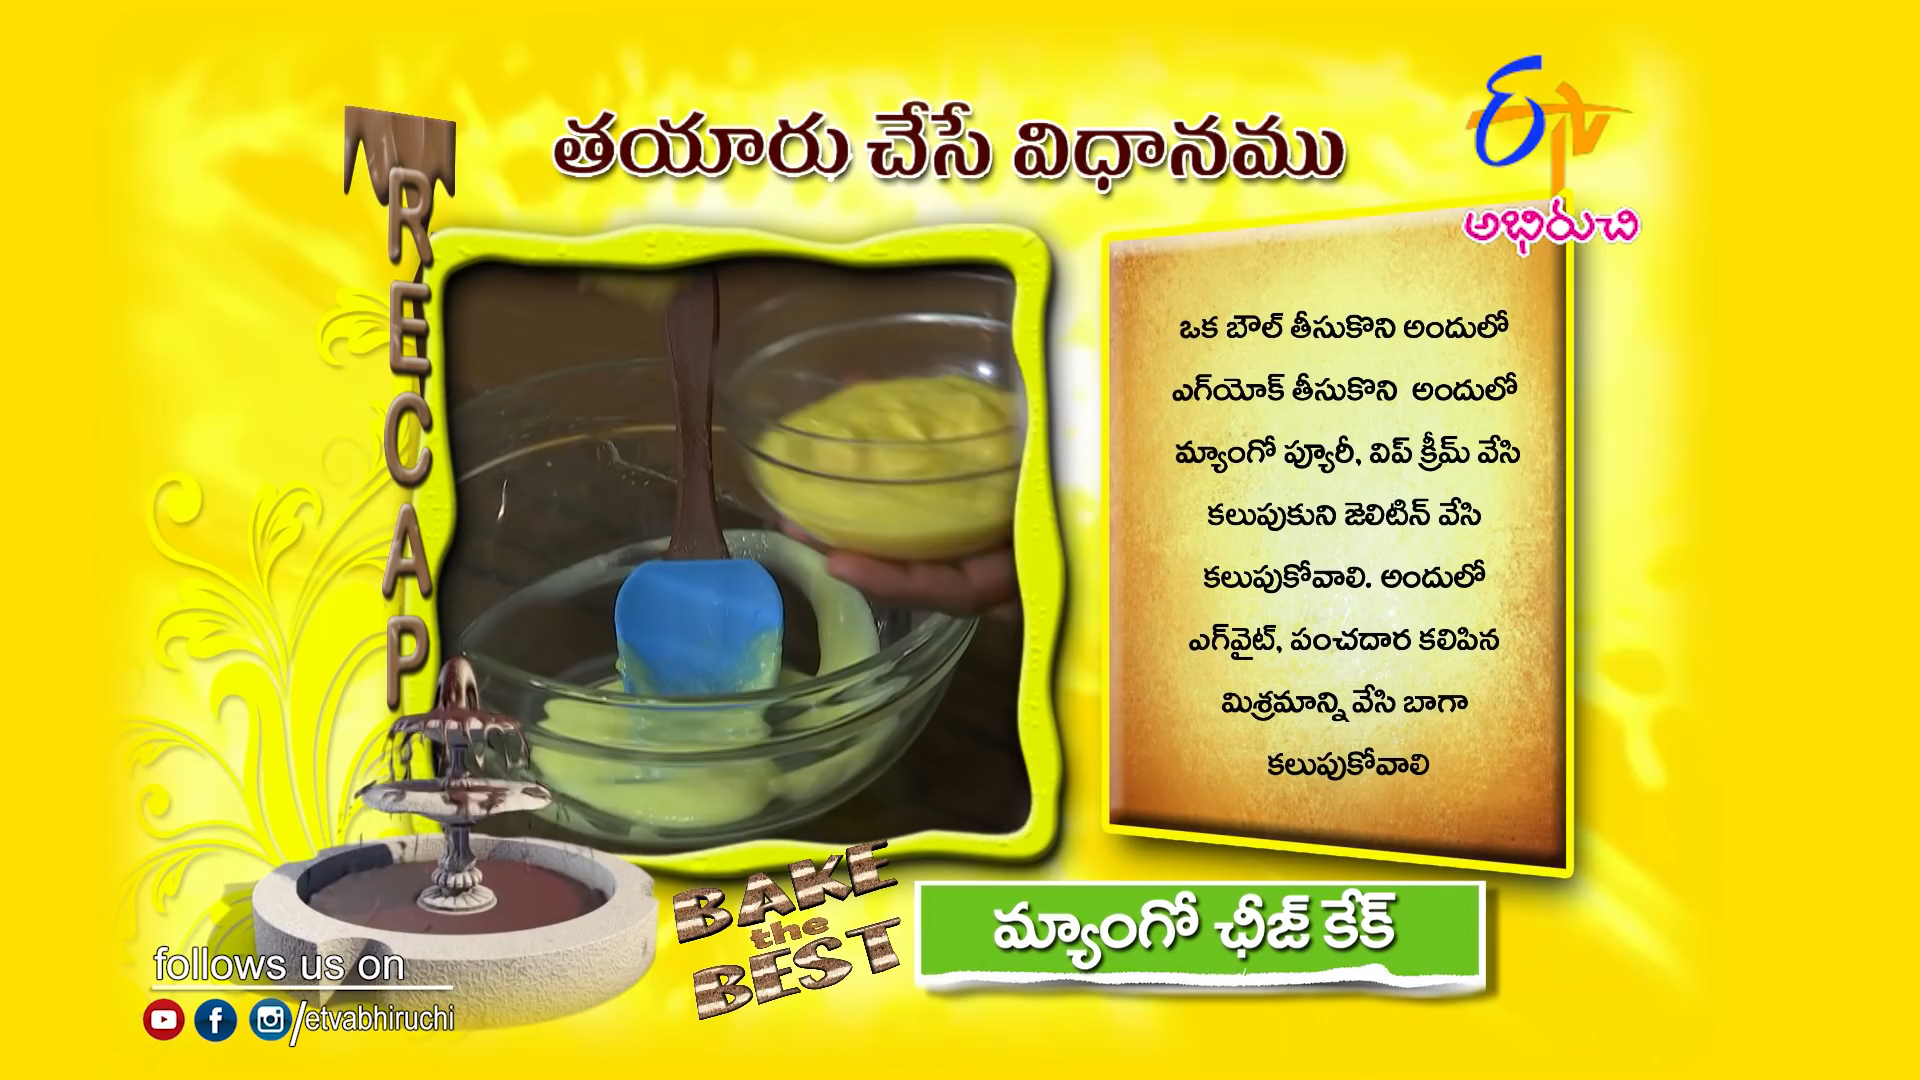 తయారు చేసే విధానము
ETV
అభిరుచి
RECAP
ఒక బౌల్ తీసుకొని అందులో
ఎగ్‌యోక్ తీసుకొని అందులో
మ్యాంగో ప్యూరీ, విప్ క్రీమ్ వేసి
కలుపుకుని జెలిటిన్ వేసి
కలుపుకోవాలి. అందులో
ఎగ్‌వైట్, పంచదార కలిపిన
మిశ్రమాన్ని వేసి బాగా
కలుపుకోవాలి
BAKE
the
BEST
మ్యాంగో ఛీజ్ కేక్
follows us on
/etvabhiruchi